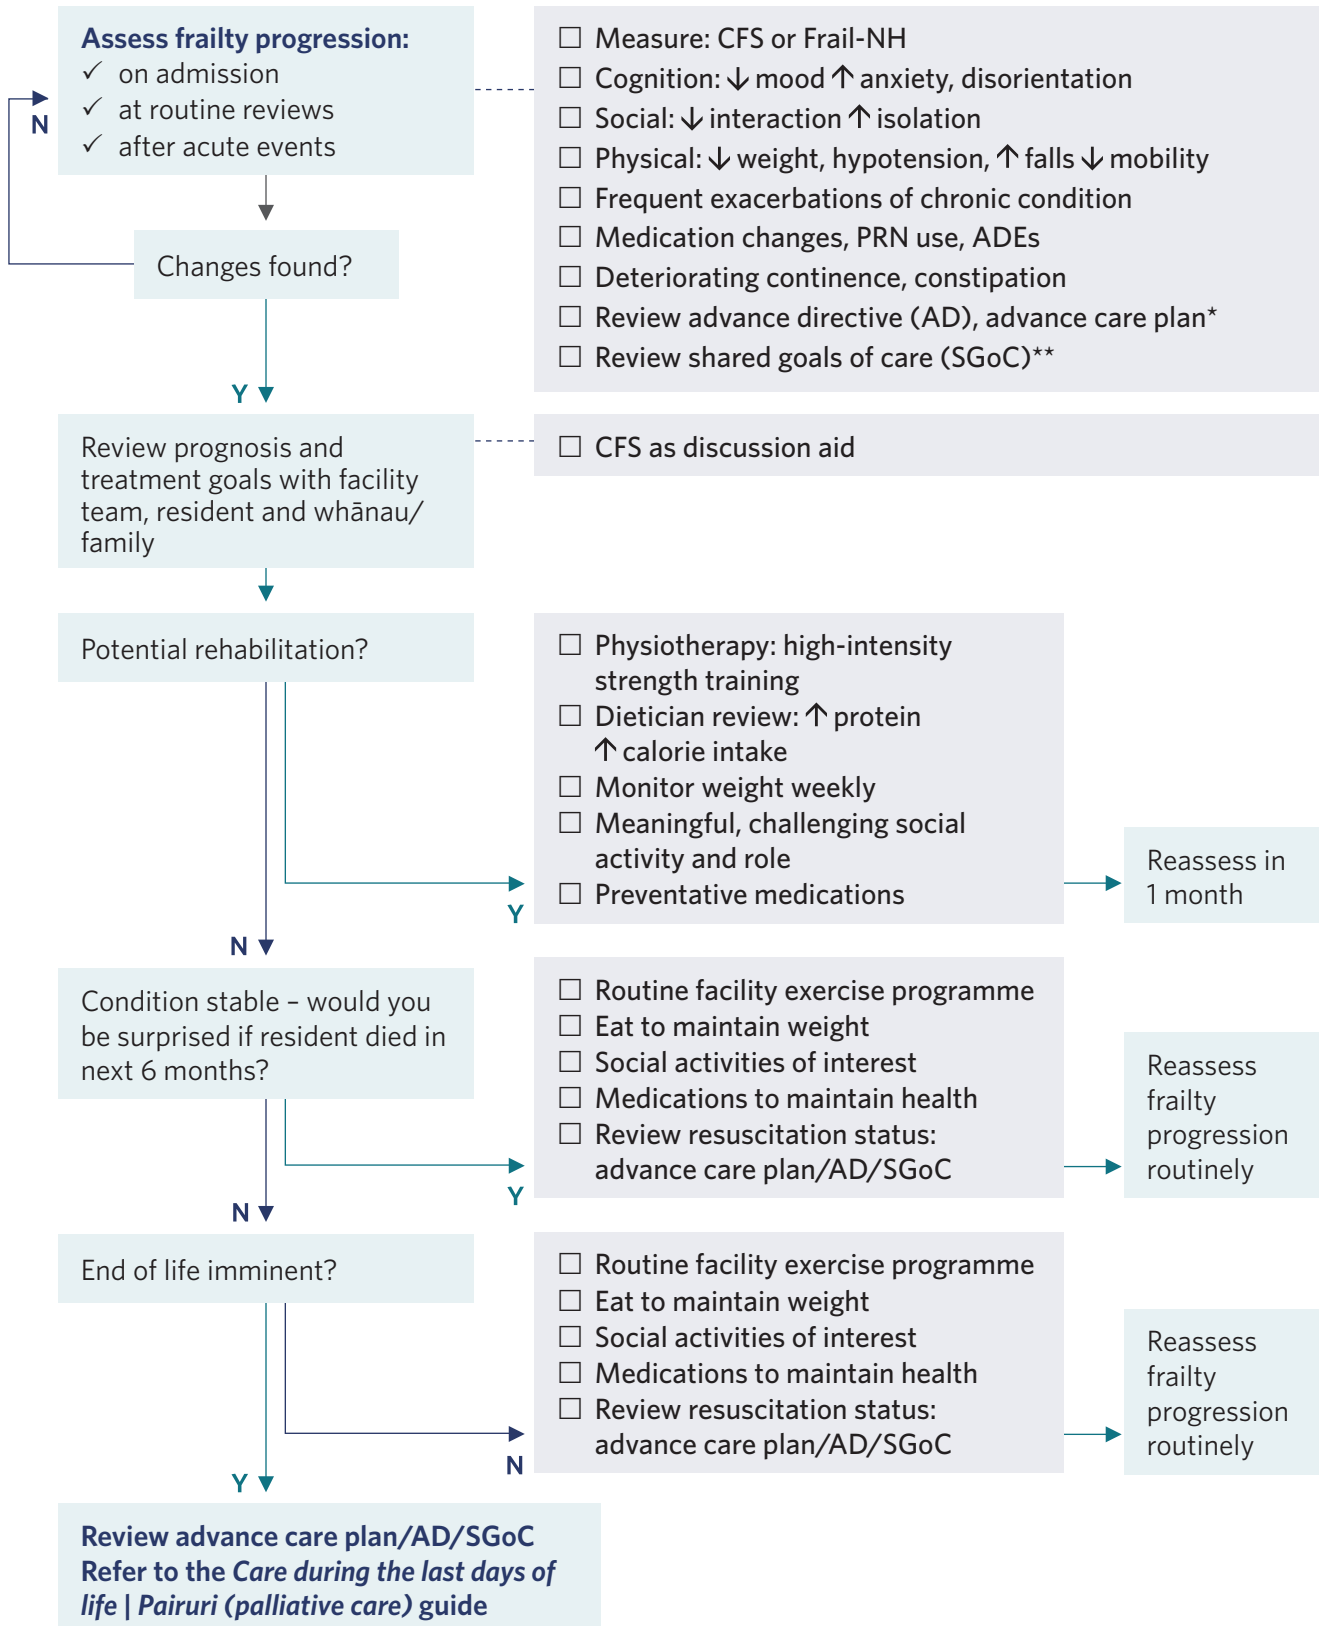 Assess frailty progression:
✓ on admission
✓ at routine reviews
✓ after acute events
N
☐ Measure: CFS or Frail-NH
☐ Cognition: ↓ mood ↑ anxiety, disorientation
☐ Social: ↓ interaction ↑ isolation
☐ Physical: ↓ weight, hypotension, ↑ falls ↓ mobility
☐ Frequent exacerbations of chronic condition
☐ Medication changes, PRN use, ADEs
☐ Deteriorating continence, constipation
☐ Review advance directive (AD), advance care plan*
☐ Review shared goals of care (SGoC)**
Changes found?
Y
Review prognosis and
treatment goals with facility
team, resident and whānau/
family
☐ CFS as discussion aid
Potential rehabilitation?
☐ Physiotherapy: high-intensity
strength training
☐ Dietician review: ↑ protein
↑ calorie intake
☐ Monitor weight weekly
☐ Meaningful, challenging social
activity and role
☐ Preventative medications
Y
Reassess in
1 month
N
Condition stable – would you
be surprised if resident died in
next 6 months?
☐ Routine facility exercise programme
☐ Eat to maintain weight
☐ Social activities of interest
☐ Medications to maintain health
☐ Review resuscitation status:
advance care plan/AD/SGoC
Y
Reassess
frailty
progression
routinely
N
End of life imminent?
☐ Routine facility exercise programme
☐ Eat to maintain weight
☐ Social activities of interest
☐ Medications to maintain health
☐ Review resuscitation status:
advance care plan/AD/SGoC
N
Reassess
frailty
progression
routinely
Y
Review advance care plan/AD/SGoC
Refer to the Care during the last days of
life | Pairuri (palliative care) guide